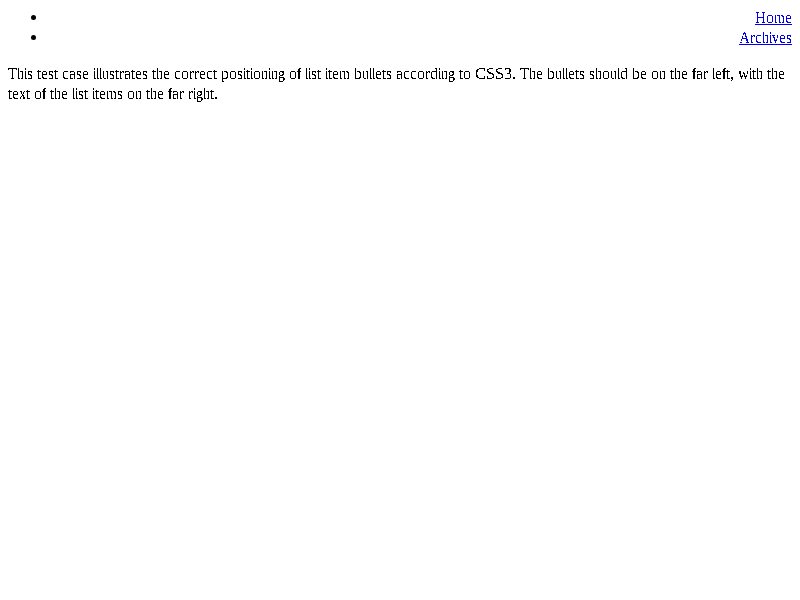 • Home
• Archives
This test case illustrates the correct positioning of list item bullets according to CSS3. The bullets should be on the far left, with the
text of the list items on the far right.